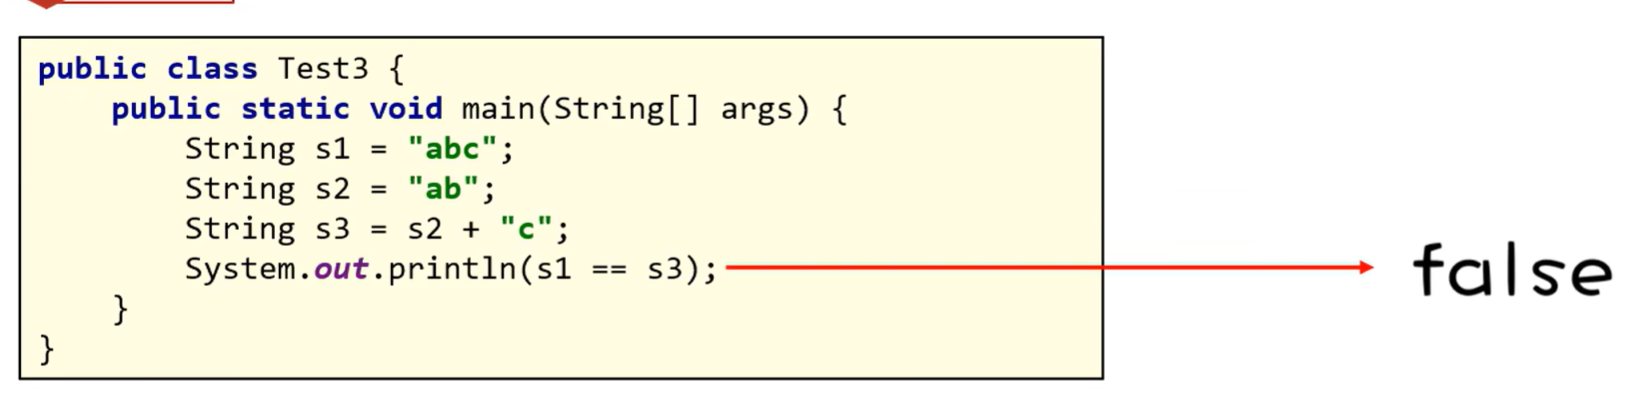 public class Test3 {
    public static void main(String[] args) {
        String s1 = "abc";
        String s2 = "ab";
        String s3 = s2 + "c";
        System.out.println(s1 == s3);
false
    }
}